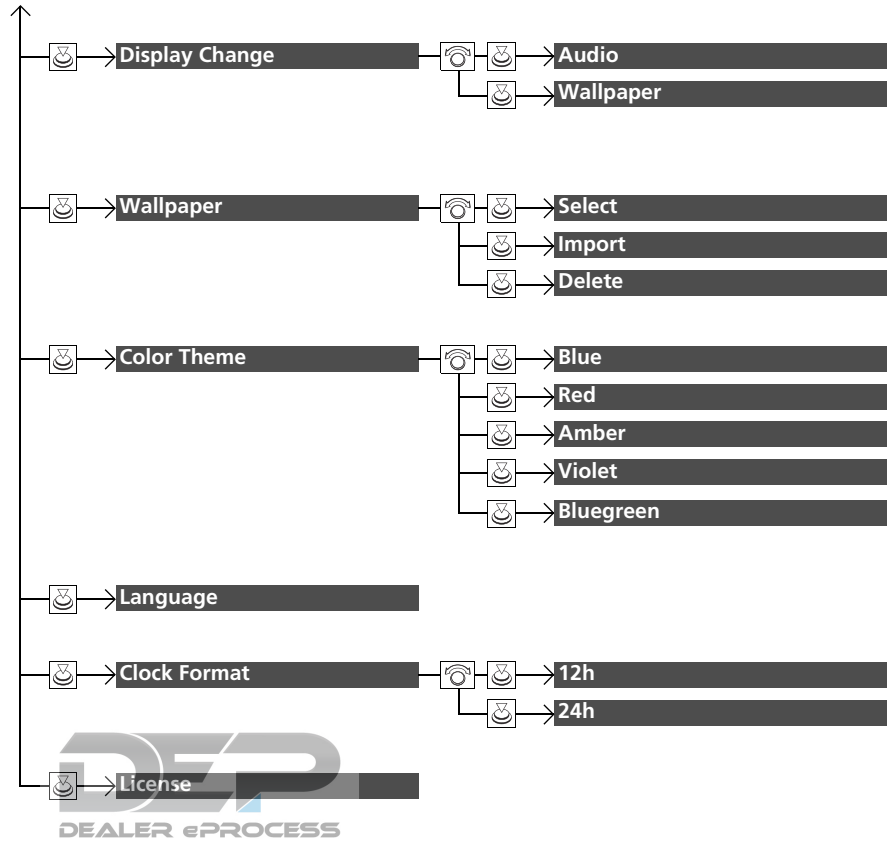 Display Change
Audio
Wallpaper
Wallpaper
Select
Import
Delete
Color Theme
Blue
Red
Amber
Violet
Bluegreen
Language
Clock Format
12h
24h
License
DEP
DEALER ePROCESS